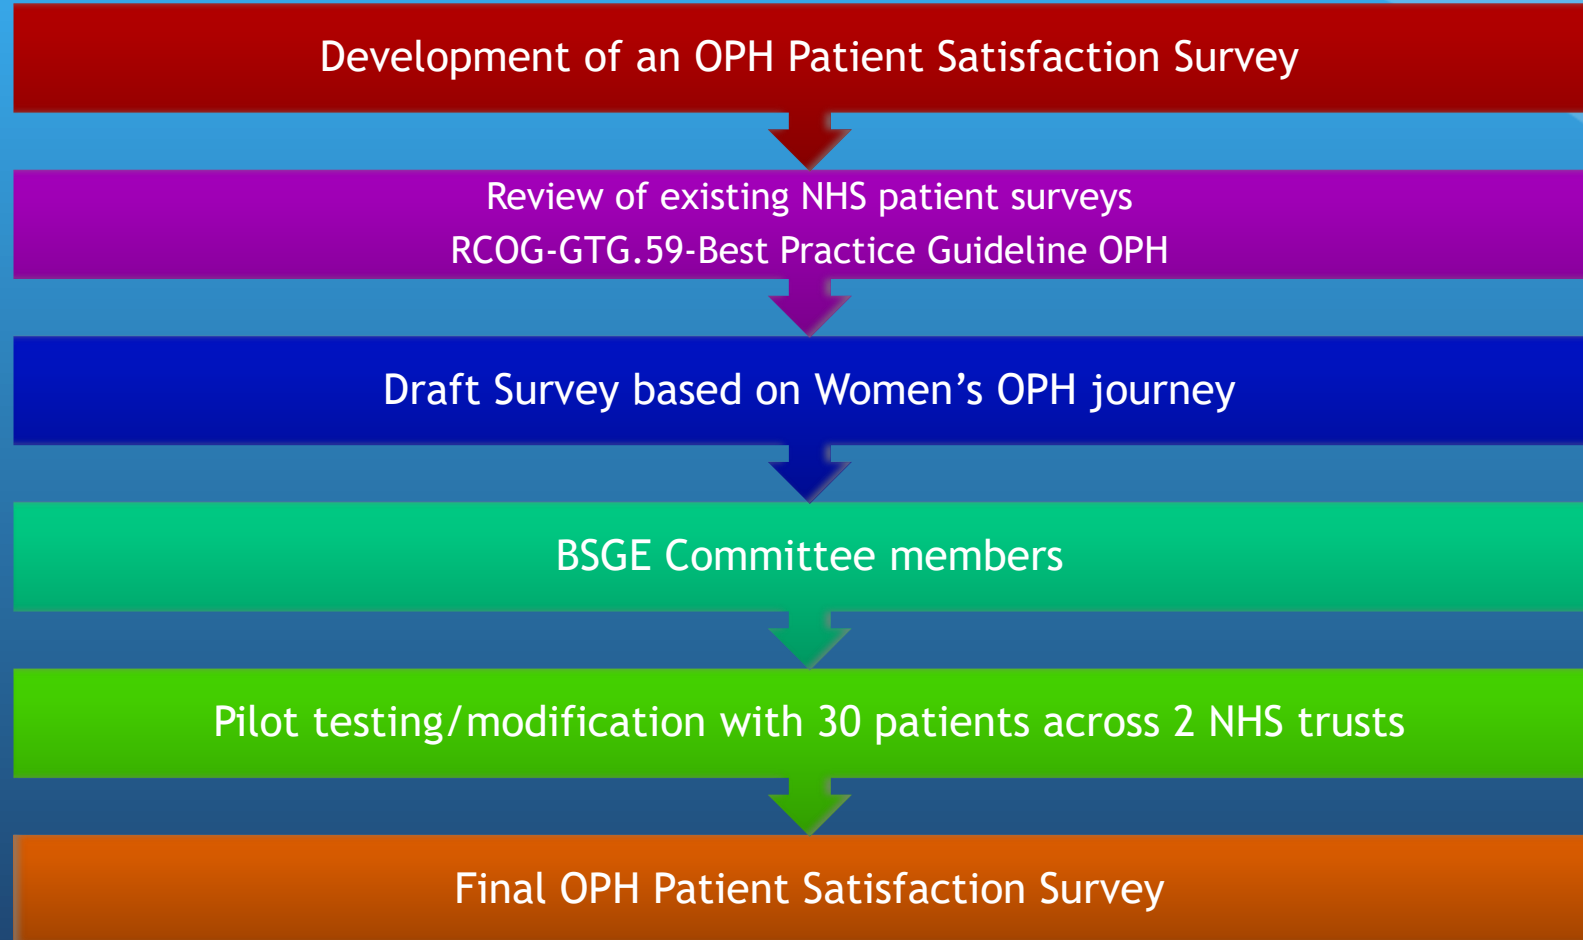 Development of an OPH Patient Satisfaction Survey
Review of existing NHS patient surveys
RCOG-GTG.59-Best Practice Guideline OPH
Draft Survey based on Women’s OPH journey
BSGE Committee members
Pilot testing/modification with 30 patients across 2 NHS trusts
Final OPH Patient Satisfaction Survey